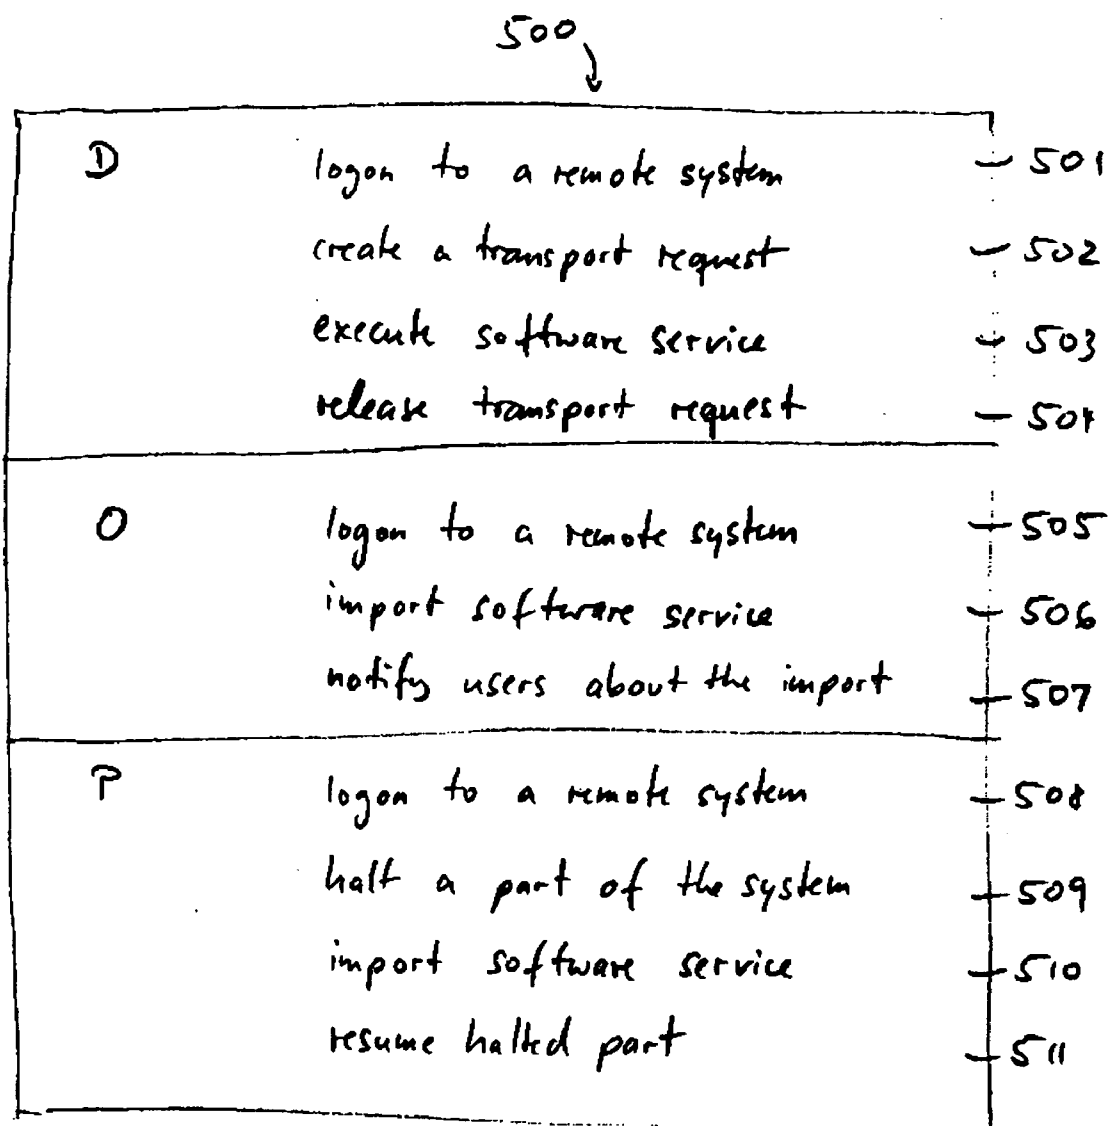 500
D logon to a remote system 501
create a transport request 502
execute software service 503
release transport request 504
O logon to a remote system 505
import software service 506
notify users about the import 507
P logon to a remote system 508
halt a part of the system 509
import software service 510
resume halted part 511